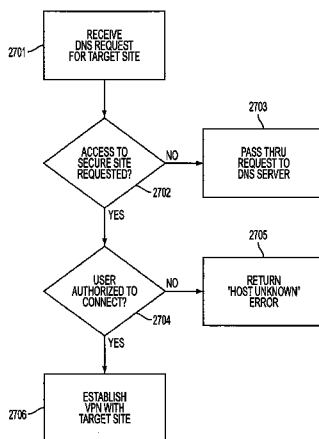 RECEIVE
DNS REQUEST
FOR TARGET SITE
2701
2703
ACCESS TO
SECURE SITE
REQUESTED?
NO
PASS THRU
REQUEST TO
DNS SERVER
2702
YES
2705
USER
AUTHORIZED TO
CONNECT?
NO
RETURN
"HOST UNKNOWN"
ERROR
2704
YES
ESTABLISH
VPN WITH
TARGET SITE
2706